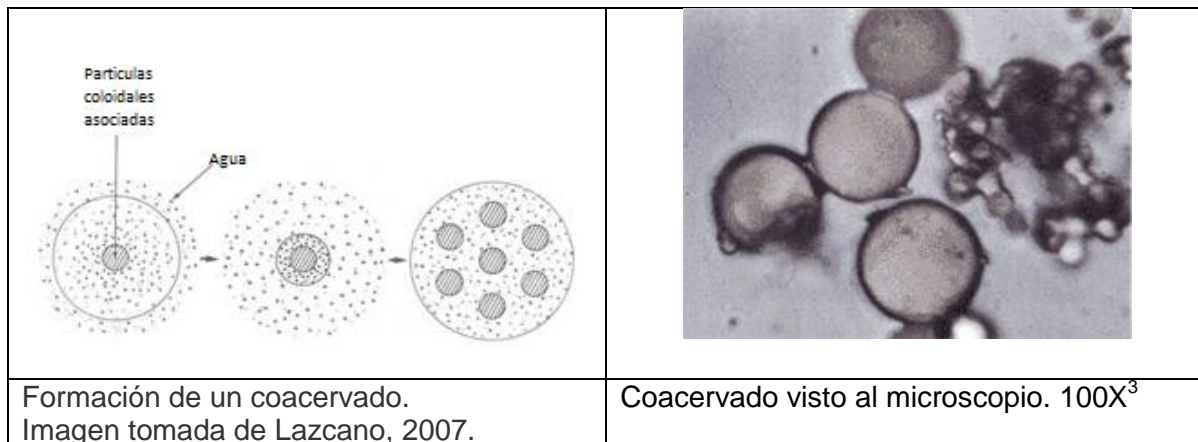 Particulas
coloidales
asociadas
Agua
Formación de un coacervado.
Imagen tomada de Lazcano, 2007.
Coacervado visto al microscopio. 100X³